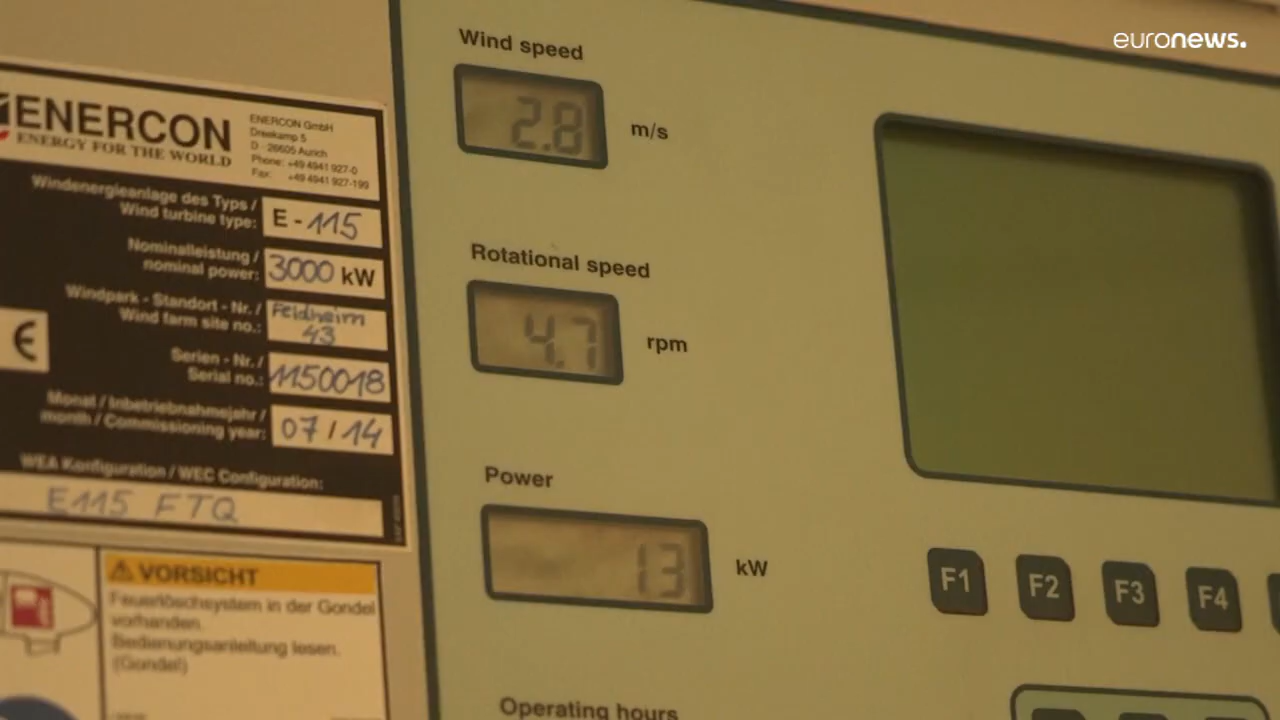 euronews.
ENERCON
ENERGY FOR THE WORLD
ENERCON GmbH
Dreekamp 5
D - 26605 Aurich
Phone: +49 4941 927-0
Fax: +49 4941 927-199
Windenergieanlage des Typs /
Wind turbine type: E - 115
Nominalleistung /
nominal power: 3000 kW
Windpark - Standort - Nr. /
Wind farm site no.: Feldheim
43
Serien - Nr. /
Serial no.: 1150018
Monat / Inbetriebnahmejahr /
month / Commissioning year: 07 / 14
WEA Konfiguration / WEC Configuration:
E115 FTQ
CE
VORSICHT
Feuerlöschsystem in der Gondel
vorhanden.
Bedienungsanleitung lesen.
(Gondel)
Wind speed
2.8 m/s
Rotational speed
4.7 rpm
Power
13 kW
Operating hours
F1 F2 F3 F4